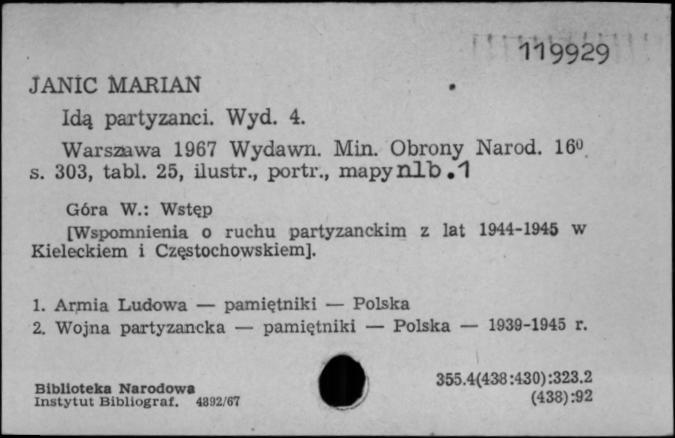 119929
JANIC MARIAN
Idą partyzanci. Wyd. 4.
Warszawa 1967 Wydawn. Min. Obrony Narod. 16⁰.
s. 303, tabl. 25, ilustr., portr., mapy nlb.1
Góra W.: Wstęp
[Wspomnienia o ruchu partyzanckim z lat 1944-1945 w
Kieleckiem i Częstochowskiem].
1. Armia Ludowa — pamiętniki — Polska
2. Wojna partyzancka — pamiętniki — Polska — 1939-1945 r.
355.4(438:430):323.2
(438):92
Biblioteka Narodowa
Instytut Bibliograf. 4892/67